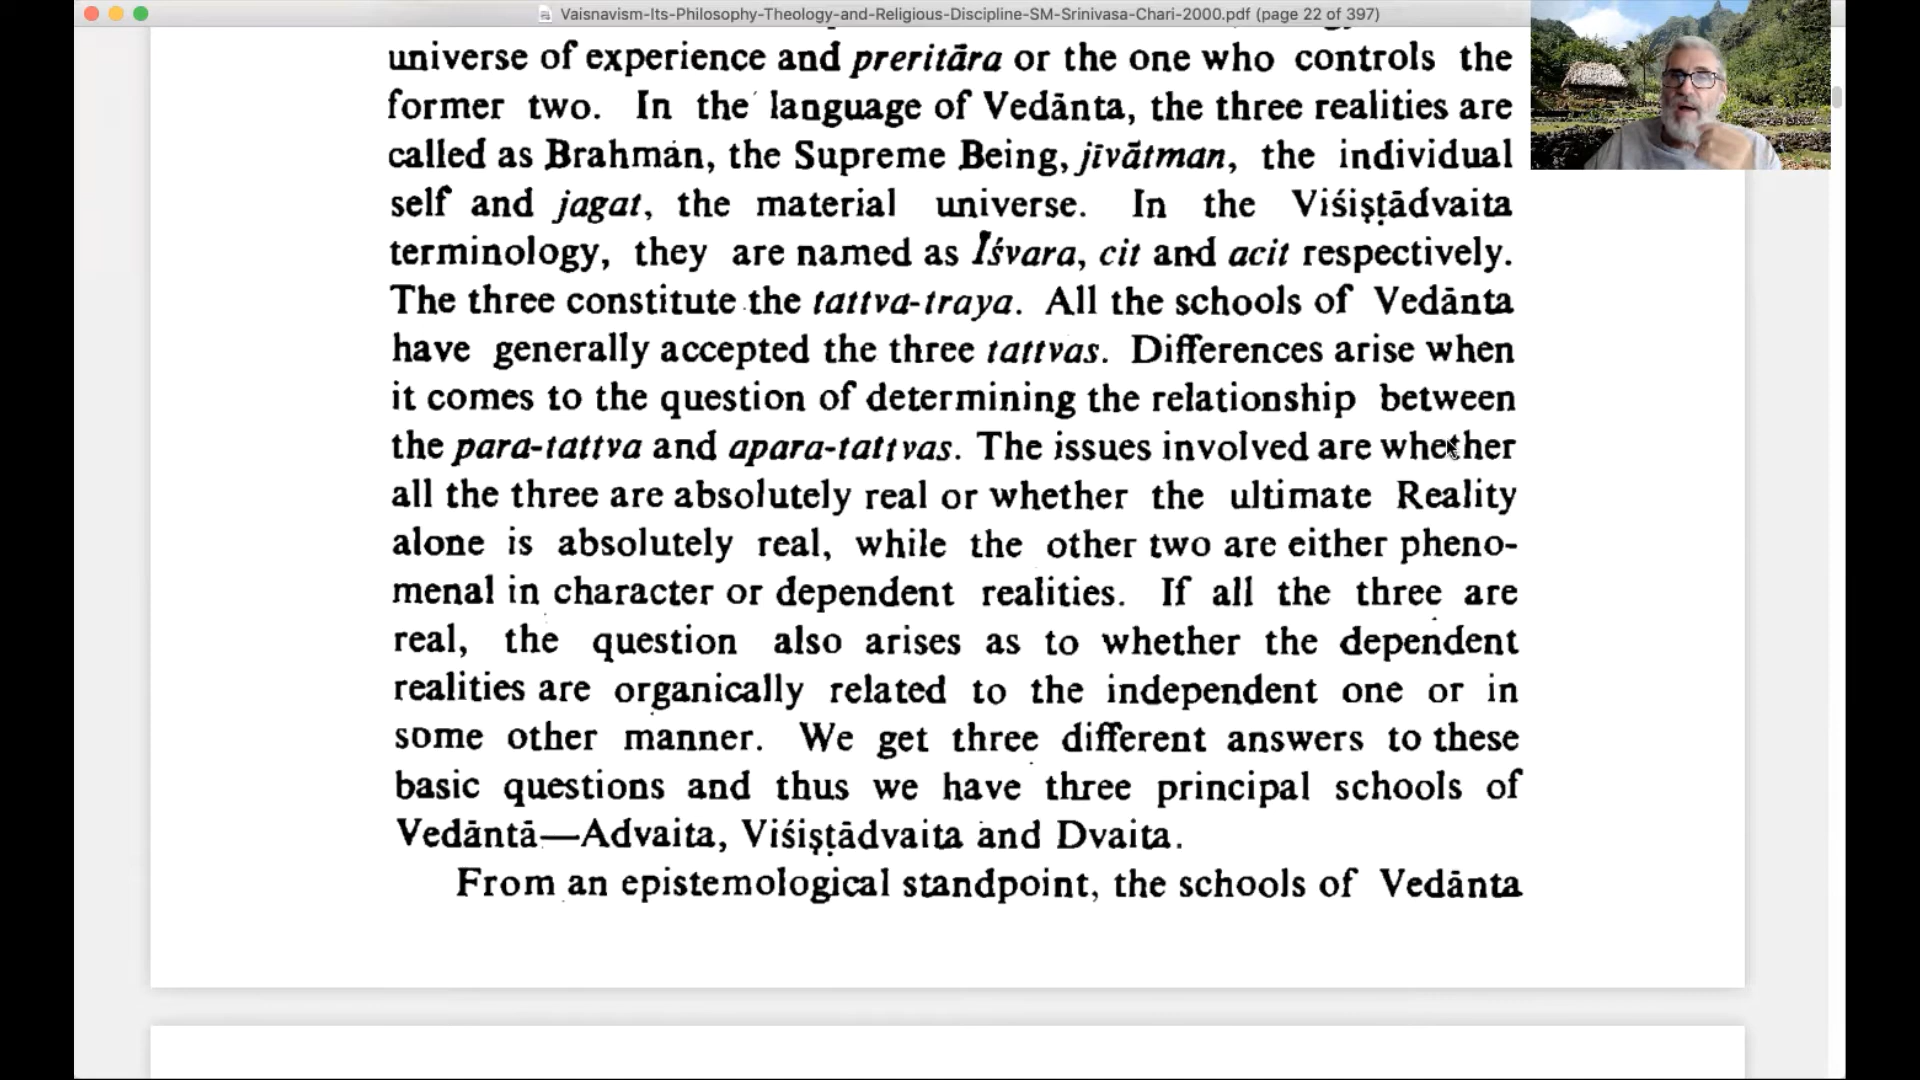 Vaisnavism-Its-Philosophy-Theology-and-Religious-Discipline-SM-Srinivasa-Chari-2000.pdf (page 22 of 397)
universe of experience and preritāra or the one who controls the
former two. In the language of Vedānta, the three realities are
called as Brahman, the Supreme Being, jīvātman, the individual
self and jagat, the material universe. In the Viśiṣṭādvaita
terminology, they are named as Īśvara, cit and acit respectively.
The three constitute the tattva-traya. All the schools of Vedānta
have generally accepted the three tattvas. Differences arise when
it comes to the question of determining the relationship between
the para-tattva and apara-tattvas. The issues involved are whether
all the three are absolutely real or whether the ultimate Reality
alone is absolutely real, while the other two are either pheno-
menal in character or dependent realities. If all the three are
real, the question also arises as to whether the dependent
realities are organically related to the independent one or in
some other manner. We get three different answers to these
basic questions and thus we have three principal schools of
Vedāntā—Advaita, Viśiṣṭādvaita and Dvaita.
From an epistemological standpoint, the schools of Vedānta